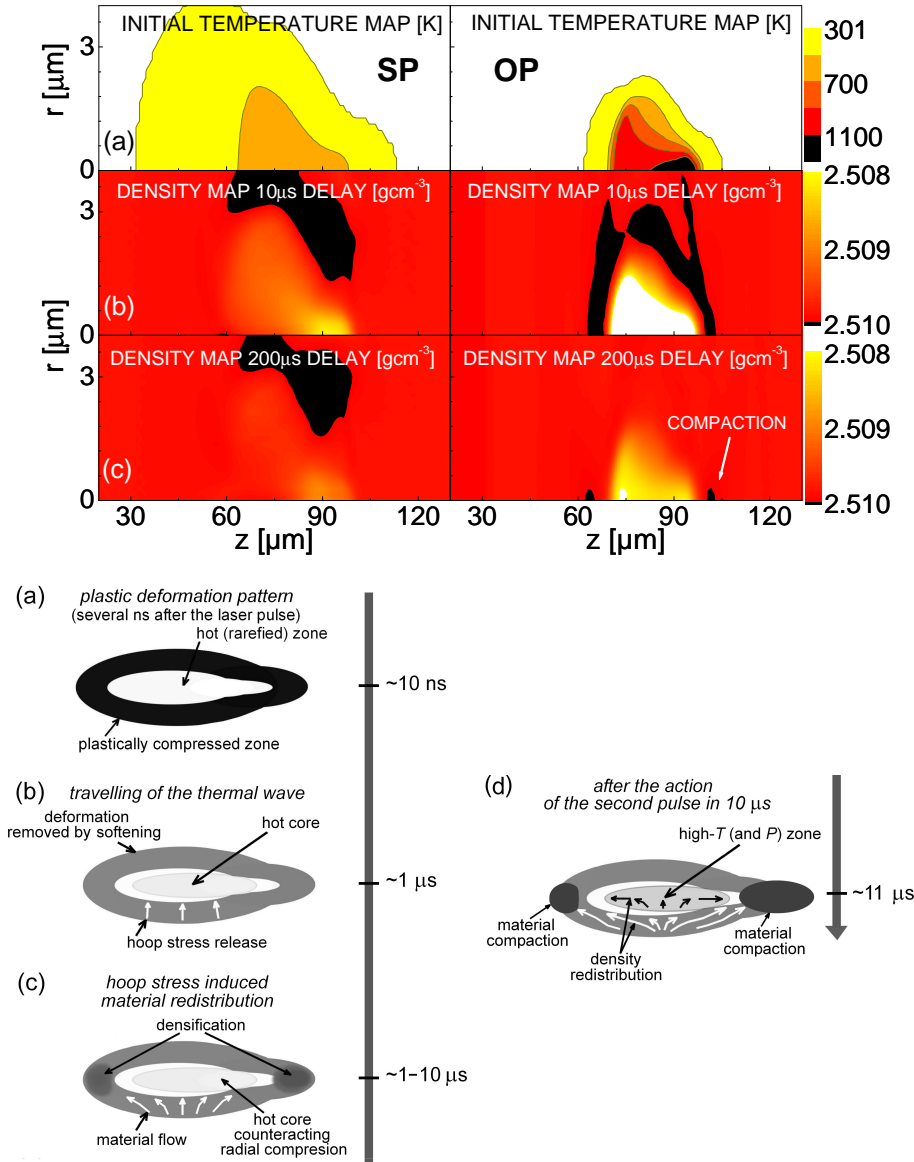 INITIAL TEMPERATURE MAP [K]
INITIAL TEMPERATURE MAP [K]
SP
OP
(a)
r [µm]
3
0
301
700
1100
DENSITY MAP 10µs DELAY [gcm-3]
DENSITY MAP 10µs DELAY [gcm-3]
(b)
3
0
2.508
2.509
2.510
r [µm]
DENSITY MAP 200µs DELAY [gcm-3]
DENSITY MAP 200µs DELAY [gcm-3]
COMPACTION
(c)
3
0
2.508
2.509
2.510
30 60 90 120
30 60 90 120
z [µm]
z [µm]
(a)
plastic deformation pattern
(several ns after the laser pulse)
hot (rarefied) zone
plastically compressed zone
~10 ns
(b)
travelling of the thermal wave
deformation
removed by softening
hot core
hoop stress release
~1 µs
(c)
hoop stress induced
material redistribution
densification
material flow
hot core
counteracting
radial compresion
~1–10 µs
(d)
after the action
of the second pulse in 10 µs
high-T (and P) zone
material
compaction
density
redistribution
material
compaction
~11 µs